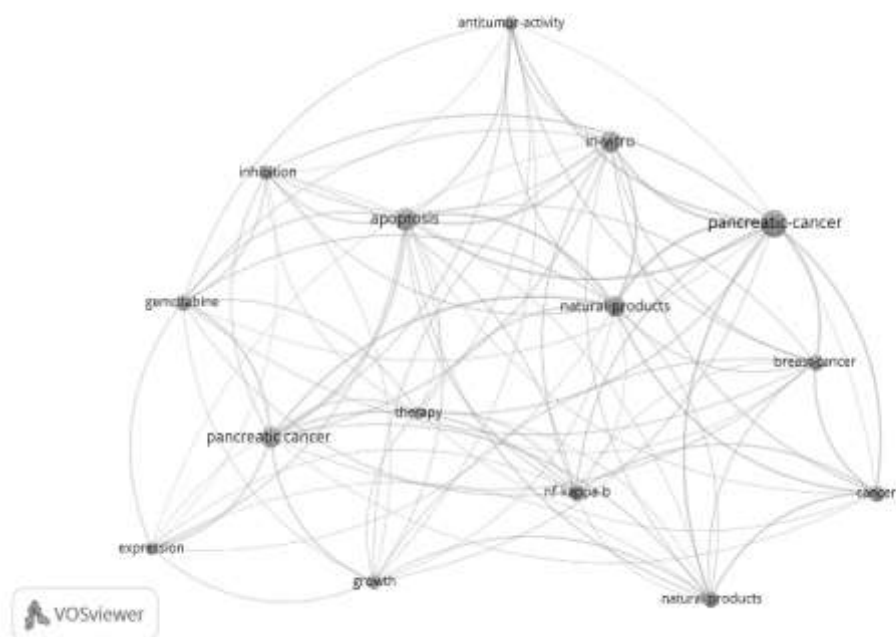 antitumor-activity
in-vitro
inhibition
apoptosis
pancreatic-cancer
gemcitabine
natural-products
breast-cancer
therapy
pancreatic cancer
nf-kappa-b
cancer
expression
growth
natural products
VOSviewer